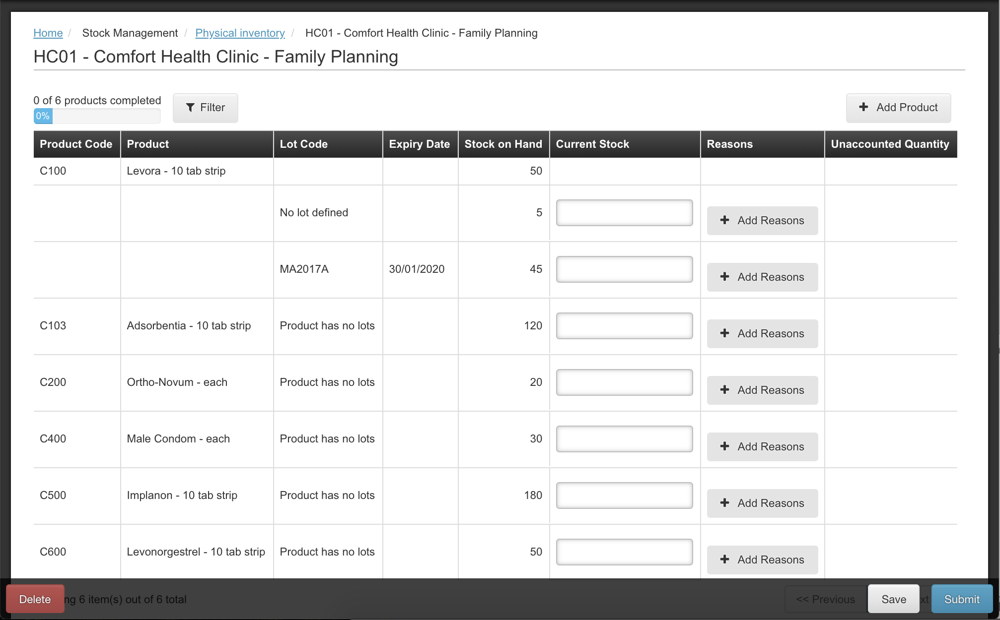 Home / Stock Management / Physical inventory / HC01 - Comfort Health Clinic - Family Planning
HC01 - Comfort Health Clinic - Family Planning
0 of 6 products completed
0%
Filter
Add Product
Product Code Product Lot Code Expiry Date Stock on Hand Current Stock Reasons Unaccounted Quantity
C100 Levora - 10 tab strip 50
No lot defined 5 Add Reasons
MA2017A 30/01/2020 45 Add Reasons
C103 Adsorbentia - 10 tab strip Product has no lots 120 Add Reasons
C200 Ortho-Novum - each Product has no lots 20 Add Reasons
C400 Male Condom - each Product has no lots 30 Add Reasons
C500 Implanon - 10 tab strip Product has no lots 180 Add Reasons
C600 Levonorgestrel - 10 tab strip Product has no lots 50 Add Reasons
Delete ng 6 item(s) out of 6 total << Previous Save xt Submit